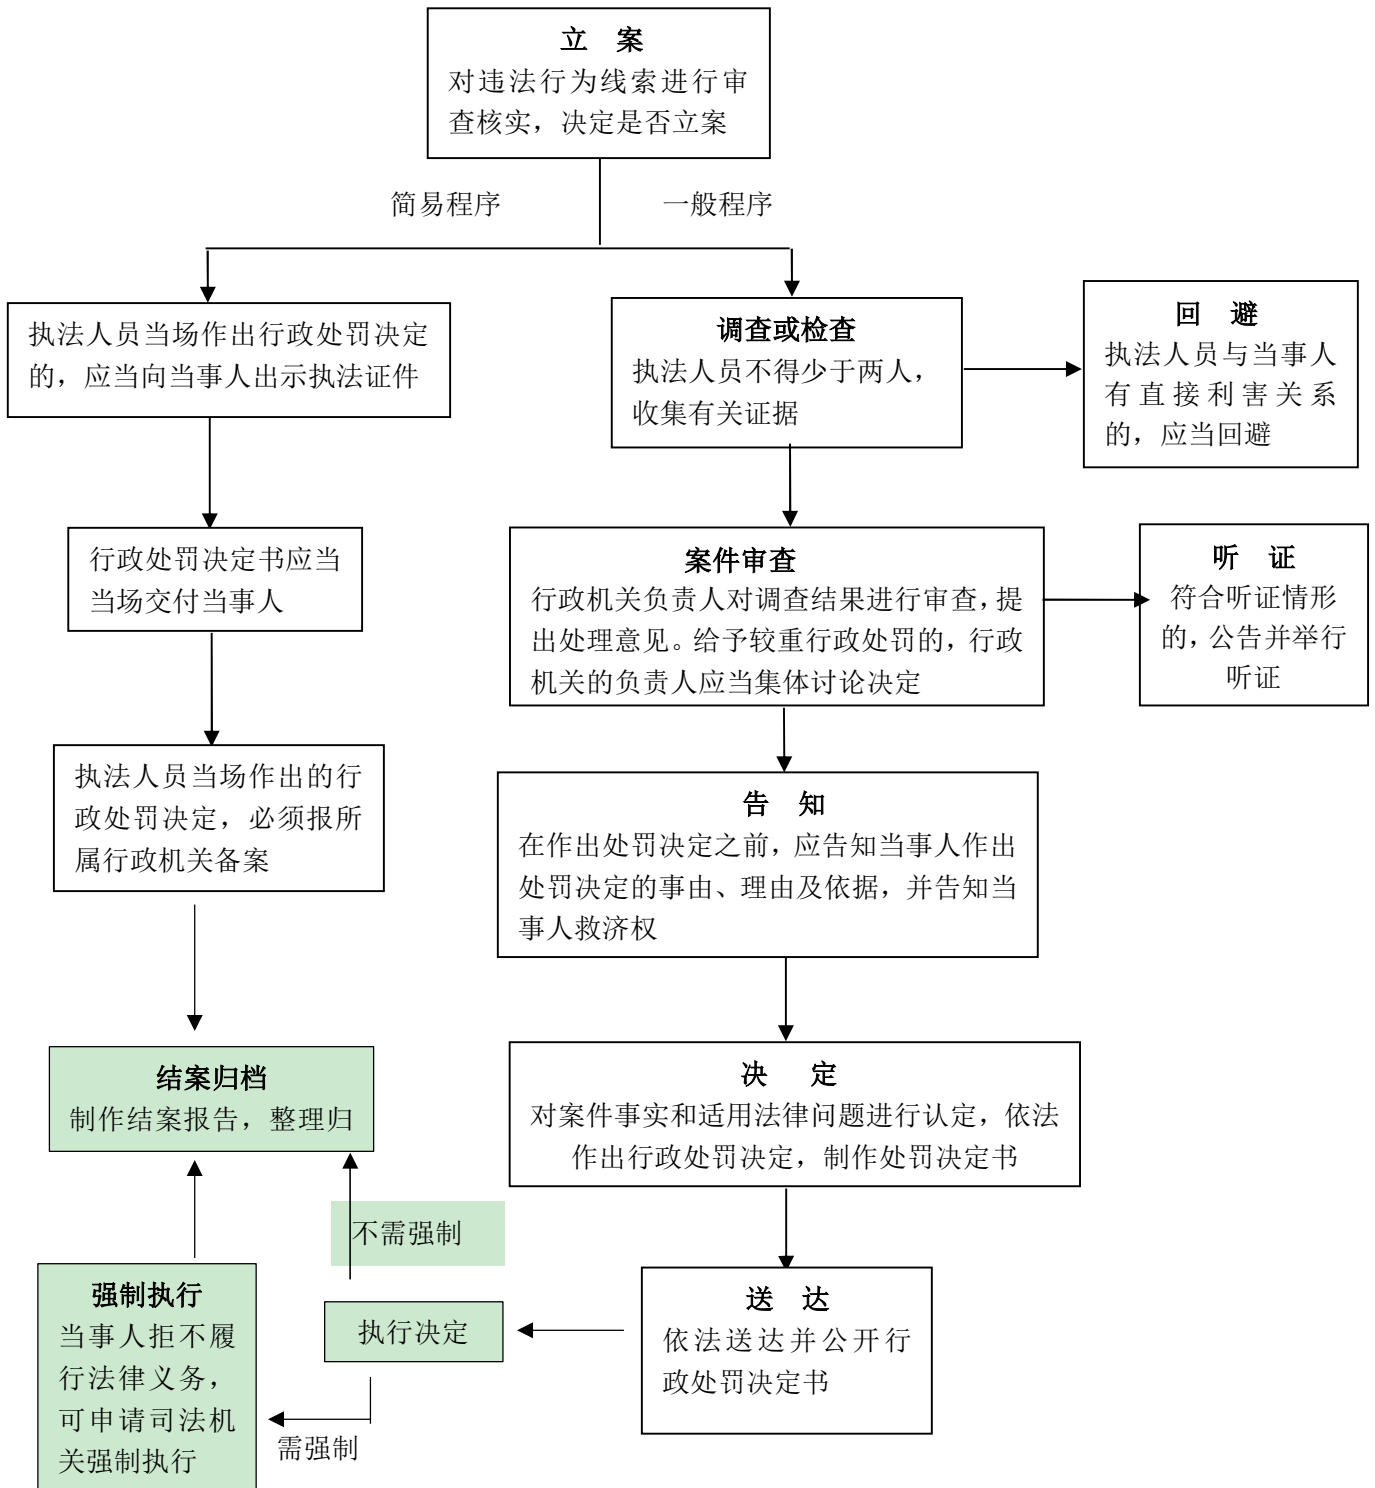 立 案
对违法行为线索进行审
查核实，决定是否立案
简易程序
一般程序
执法人员当场作出行政处罚决定
的，应当向当事人出示执法证件
调查或检查
执法人员不得少于两人，
收集有关证据
回 避
执法人员与当事人
有直接利害关系
的，应当回避
行政处罚决定书应当
当场交付当事人
案件审查
行政机关负责人对调查结果进行审查，提
出处理意见。给予较重行政处罚的，行政
机关的负责人应当集体讨论决定
听 证
符合听证情形
的，公告并举行
听证
执法人员当场作出的行
政处罚决定，必须报所
属行政机关备案
告 知
在作出处罚决定之前，应告知当事人作出
处罚决定的事由、理由及依据，并告知当
事人救济权
结案归档
制作结案报告，整理归
决 定
对案件事实和适用法律问题进行认定，依法
作出行政处罚决定，制作处罚决定书
不需强制
强制执行
当事人拒不履
行法律义务，
可申请司法机
关强制执行
执行决定
需强制
送 达
依法送达并公开行
政处罚决定书